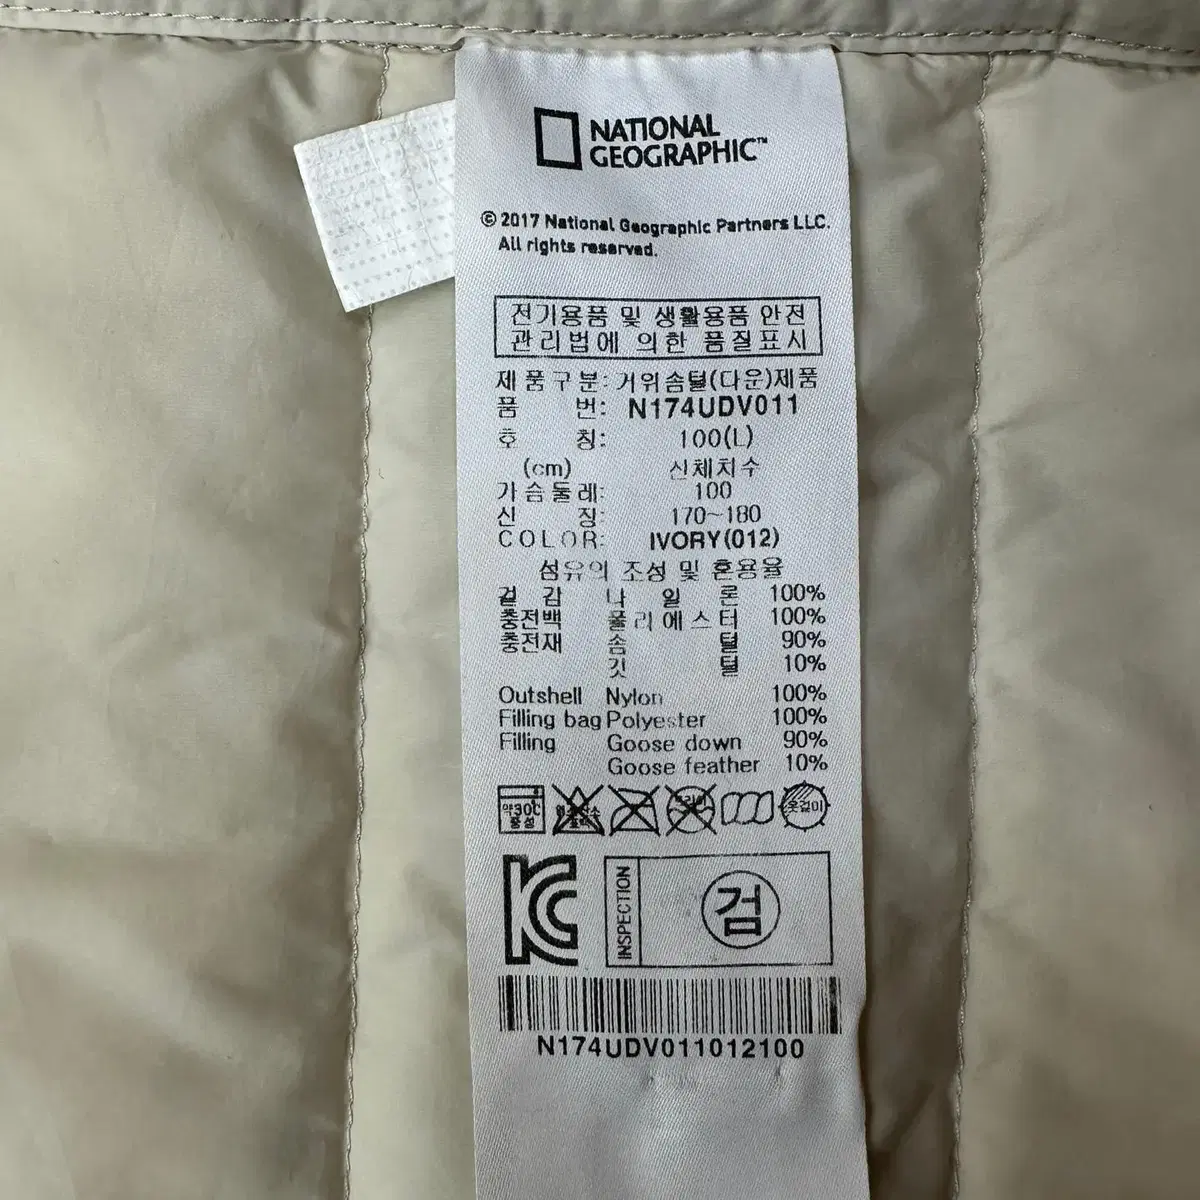 NATIONAL
GEOGRAPHIC™
© 2017 National Geographic Partners LLC.
All rights reserved.
전기용품 및 생활용품 안전
관리법에 의한 품질표시
제품구분: 거위솜털(다운)제품
품 번: N174UDV011
호 칭: 100(L)
(cm) 신체치수
가슴둘레: 100
신 장: 170~180
COLOR: IVORY(012)
섬유의 조성 및 혼용율
겉 감 나 일 론 100%
충전백 폴리에스터 100%
충전재 솜 털 90%
깃 털 10%
Outshell Nylon 100%
Filling bag Polyester 100%
Filling Goose down 90%
Goose feather 10%
약30℃
중성
옷걸이
KC
INSPECTION
검
N174UDV011012100